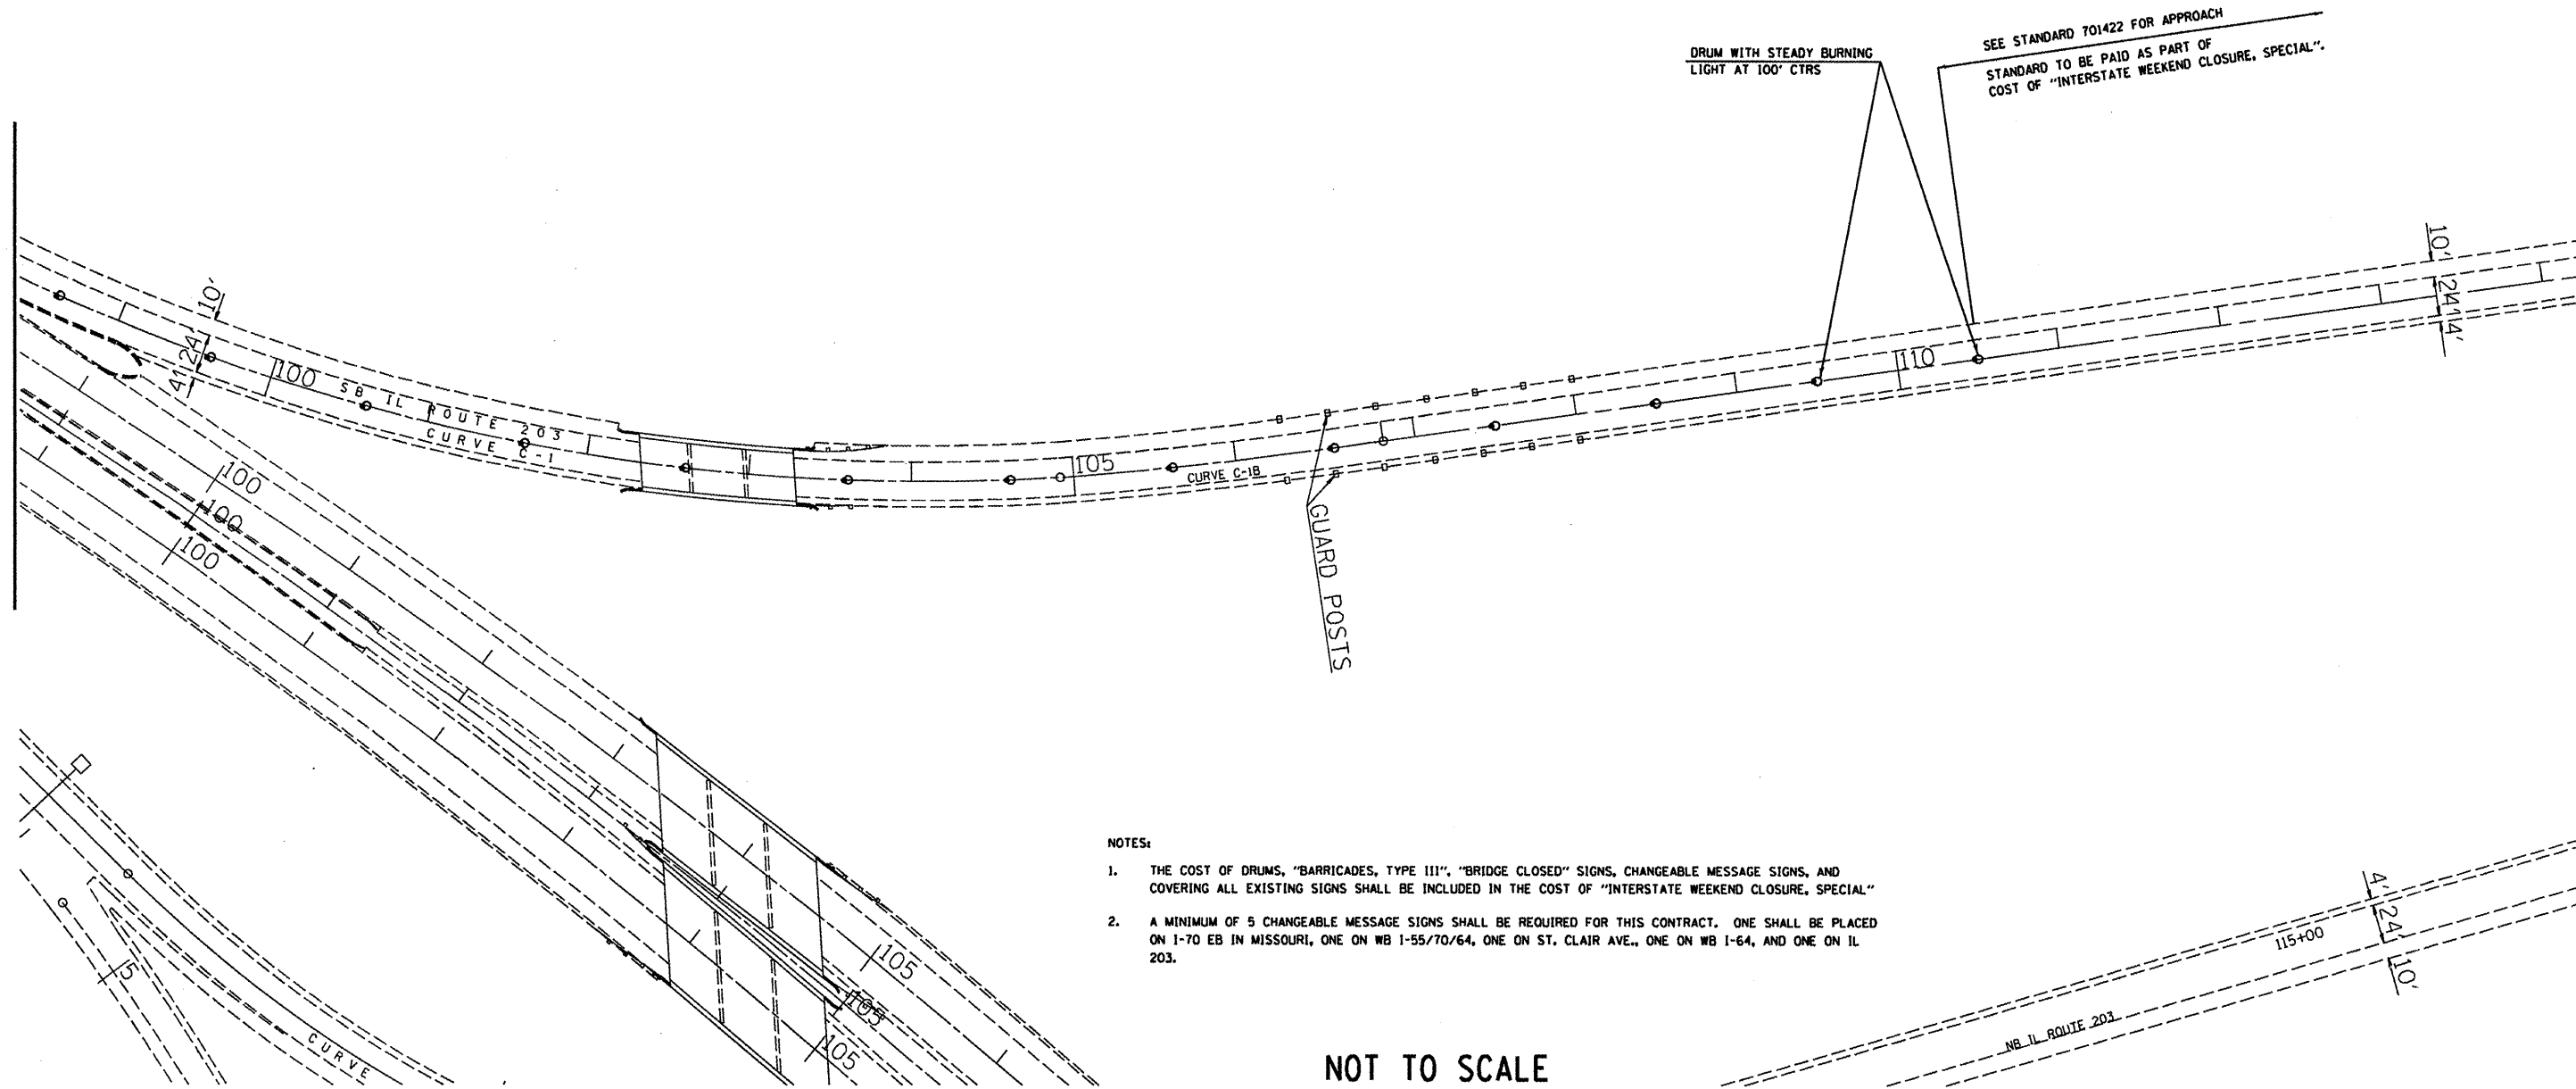 DRUM WITH STEADY BURNING
LIGHT AT 100' CTRS
SEE STANDARD 701422 FOR APPROACH
STANDARD TO BE PAID AS PART OF
COST OF "INTERSTATE WEEKEND CLOSURE, SPECIAL".
10'
24'
4'
100
SB IL ROUTE 203
CURVE C-1
105
CURVE C-1B
110
10'
24'
14'
GUARD POSTS
100
100
100
105
105
105
5
CURVE
NOTES:
1. THE COST OF DRUMS, "BARRICADES, TYPE III", "BRIDGE CLOSED" SIGNS, CHANGEABLE MESSAGE SIGNS, AND
COVERING ALL EXISTING SIGNS SHALL BE INCLUDED IN THE COST OF "INTERSTATE WEEKEND CLOSURE, SPECIAL"
2. A MINIMUM OF 5 CHANGEABLE MESSAGE SIGNS SHALL BE REQUIRED FOR THIS CONTRACT. ONE SHALL BE PLACED
ON I-70 EB IN MISSOURI, ONE ON WB I-55/70/64, ONE ON ST. CLAIR AVE., ONE ON WB I-64, AND ONE ON IL
203.
4'
24'
10'
115+00
NB IL ROUTE 203
NOT TO SCALE